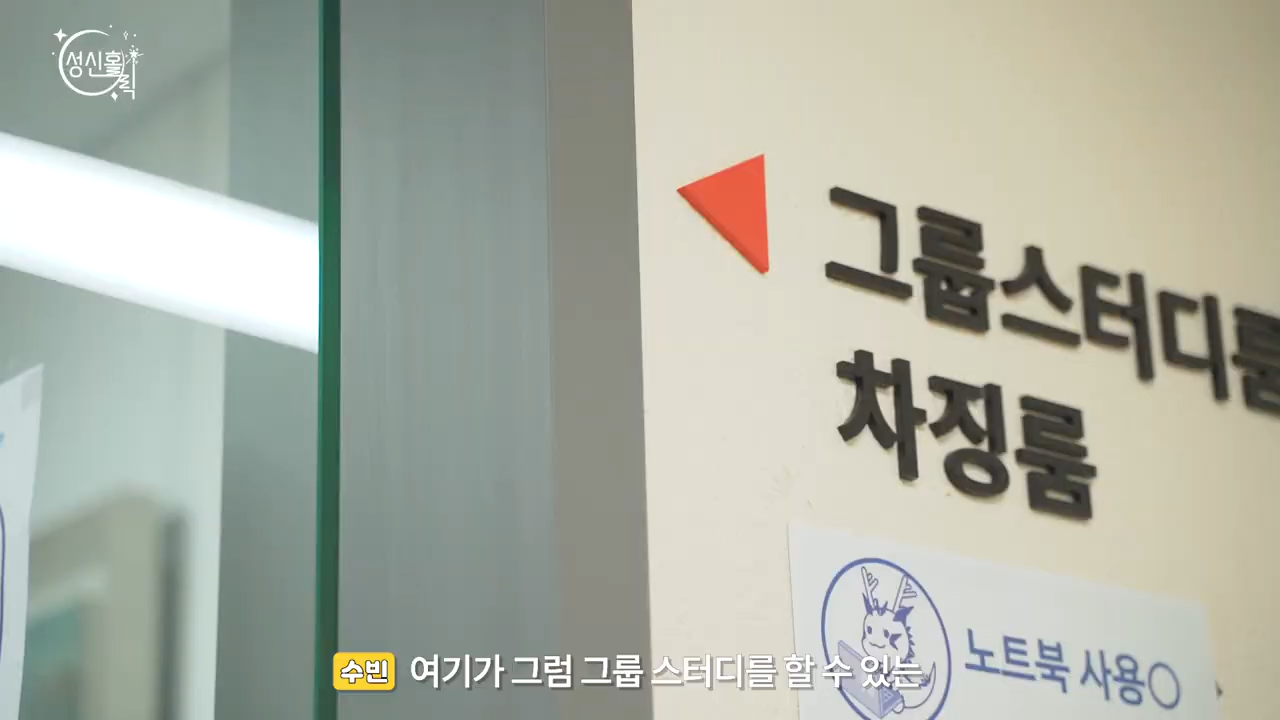 성신홀릭
그룹스터디룸
차징룸
노트북 사용○
수빈 여기가 그럼 그룹 스터디를 할 수 있는